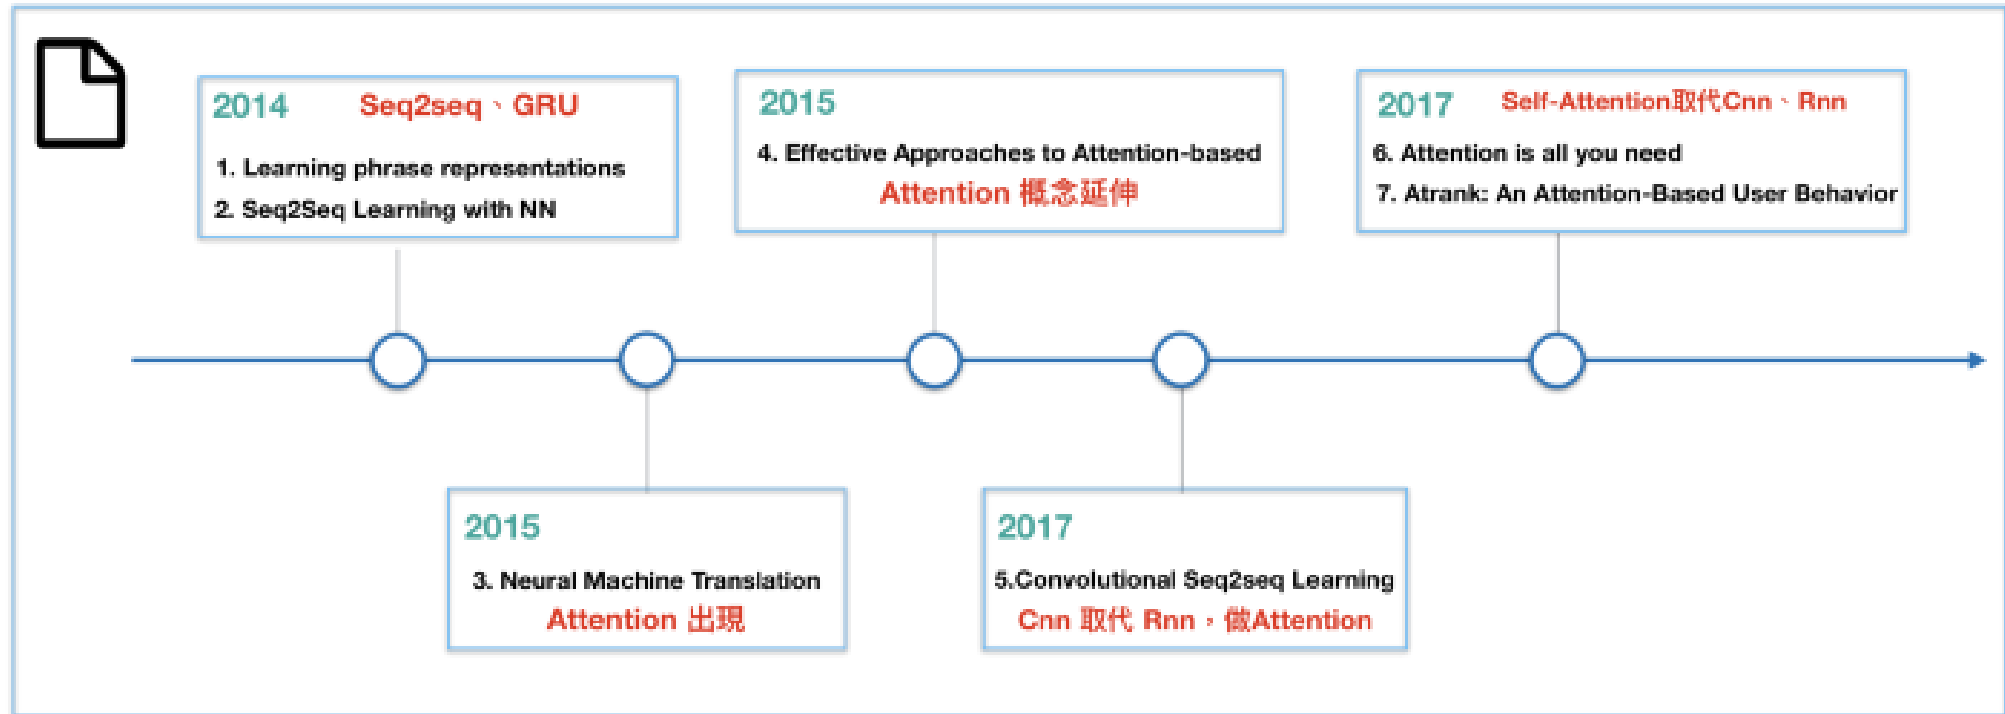 2014 Seq2seq、GRU
1. Learning phrase representations
2. Seq2Seq Learning with NN
2015
3. Neural Machine Translation
Attention 出現
2015
4. Effective Approaches to Attention-based
Attention 概念延伸
2017
5.Convolutional Seq2seq Learning
Cnn 取代 Rnn，做Attention
2017 Self-Attention取代Cnn、Rnn
6. Attention is all you need
7. Atrank: An Attention-Based User Behavior